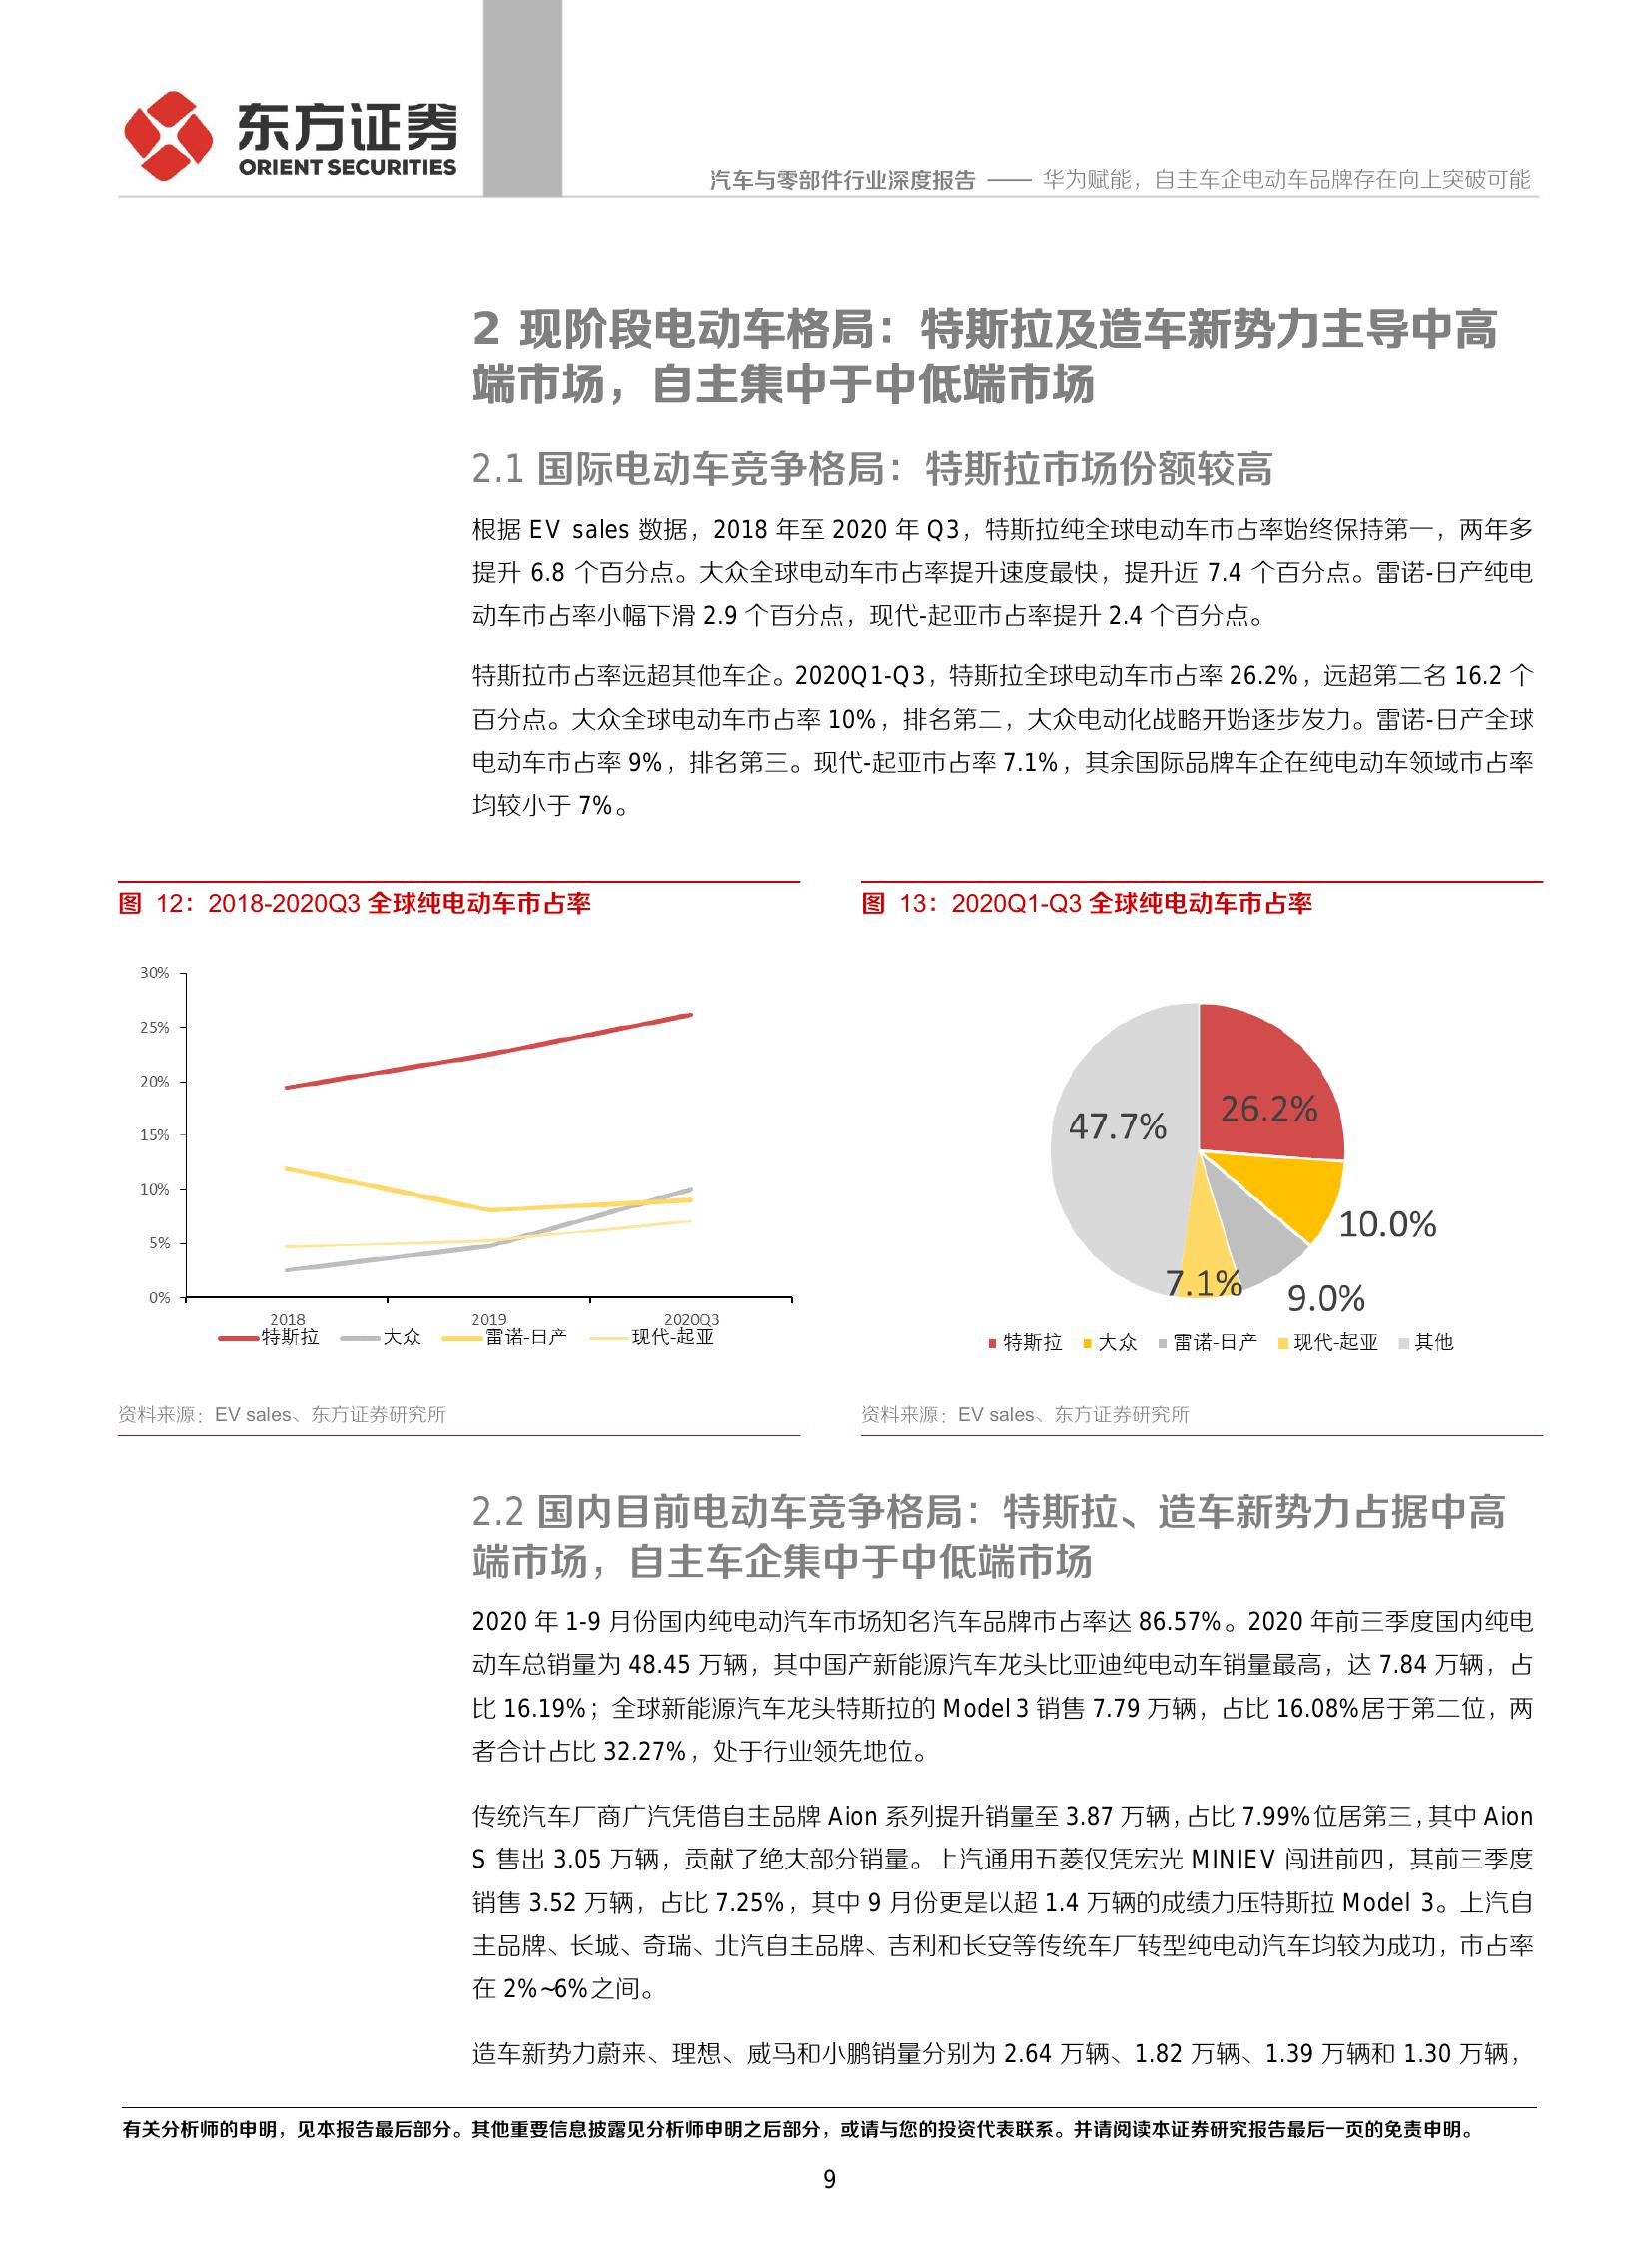 东方证券
ORIENT SECURITIES
汽车与零部件行业深度报告 —— 华为赋能，自主车企电动车品牌存在向上突破可能
2 现阶段电动车格局：特斯拉及造车新势力主导中高
端市场，自主集中于中低端市场
2.1 国际电动车竞争格局：特斯拉市场份额较高
根据 EV sales 数据，2018 年至 2020 年 Q3，特斯拉纯全球电动车市占率始终保持第一，两年多
提升 6.8 个百分点。大众全球电动车市占率提升速度最快，提升近 7.4 个百分点。雷诺-日产纯电
动车市占率小幅下滑 2.9 个百分点，现代-起亚市占率提升 2.4 个百分点。
特斯拉市占率远超其他车企。2020Q1-Q3，特斯拉全球电动车市占率 26.2%，远超第二名 16.2 个
百分点。大众全球电动车市占率 10%，排名第二，大众电动化战略开始逐步发力。雷诺-日产全球
电动车市占率 9%，排名第三。现代-起亚市占率 7.1%，其余国际品牌车企在纯电动车领域市占率
均较小于 7%。
图 12：2018-2020Q3 全球纯电动车市占率
30%
25%
20%
15%
10%
5%
0%
2018 2019 2020Q3
特斯拉 大众 雷诺-日产 现代-起亚
资料来源：EV sales、东方证券研究所
图 13：2020Q1-Q3 全球纯电动车市占率
26.2%
47.7%
10.0%
7.1%
9.0%
特斯拉 大众 雷诺-日产 现代-起亚 其他
资料来源：EV sales、东方证券研究所
2.2 国内目前电动车竞争格局：特斯拉、造车新势力占据中高
端市场，自主车企集中于中低端市场
2020 年 1-9 月份国内纯电动汽车市场知名汽车品牌市占率达 86.57%。2020 年前三季度国内纯电
动车总销量为 48.45 万辆，其中国产新能源汽车龙头比亚迪纯电动车销量最高，达 7.84 万辆，占
比 16.19%；全球新能源汽车龙头特斯拉的 Model 3 销售 7.79 万辆，占比 16.08%居于第二位，两
者合计占比 32.27%，处于行业领先地位。
传统汽车厂商广汽凭借自主品牌 Aion 系列提升销量至 3.87 万辆，占比 7.99%位居第三，其中 Aion
S 售出 3.05 万辆，贡献了绝大部分销量。上汽通用五菱仅凭宏光 MINIEV 闯进前四，其前三季度
销售 3.52 万辆，占比 7.25%，其中 9 月份更是以超 1.4 万辆的成绩力压特斯拉 Model 3。上汽自
主品牌、长城、奇瑞、北汽自主品牌、吉利和长安等传统车厂转型纯电动汽车均较为成功，市占率
在 2%~6%之间。
造车新势力蔚来、理想、威马和小鹏销量分别为 2.64 万辆、1.82 万辆、1.39 万辆和 1.30 万辆，
有关分析师的申明，见本报告最后部分。其他重要信息披露见分析师申明之后部分，或请与您的投资代表联系。并请阅读本证券研究报告最后一页的免责申明。
9